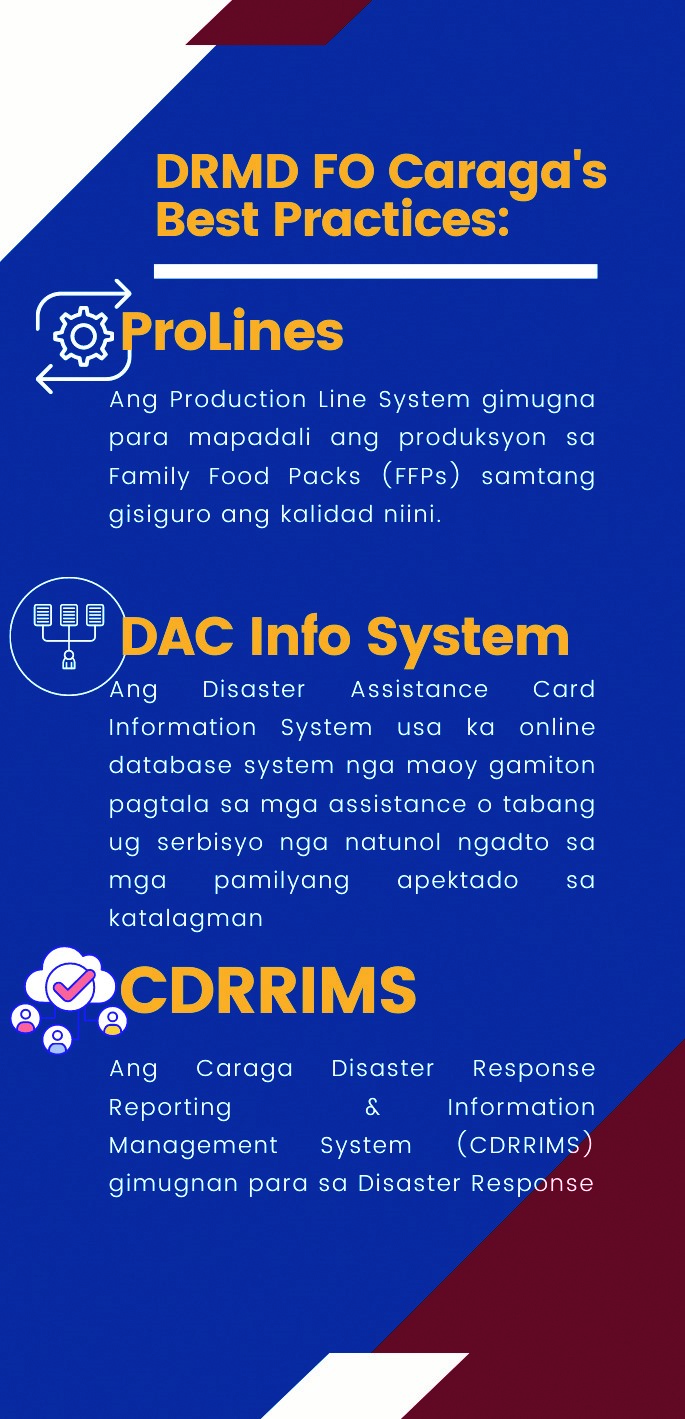 DRMD FO Caraga's
Best Practices:
ProLines
Ang Production Line System gimugna
para mapadali ang produksyon sa
Family Food Packs (FFPs) samtang
gisiguro ang kalidad niini.
DAC Info System
Ang Disaster Assistance Card
Information System usa ka online
database system nga maoy gamiton
pagtala sa mga assistance o tabang
ug serbisyo nga natunol ngadto sa
mga pamilyang apektado sa
katalagman
CDRRIMS
Ang Caraga Disaster Response
Reporting & Information
Management System (CDRRIMS)
gimugnan para sa Disaster Response